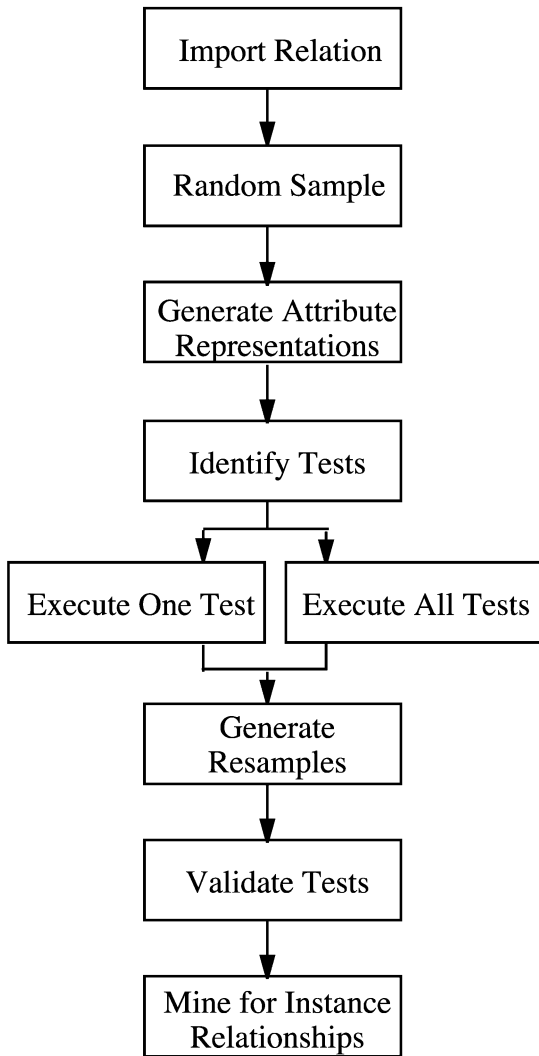 Import Relation
Random Sample
Generate Attribute
Representations
Identify Tests
Execute One Test
Execute All Tests
Generate
Resamples
Validate Tests
Mine for Instance
Relationships